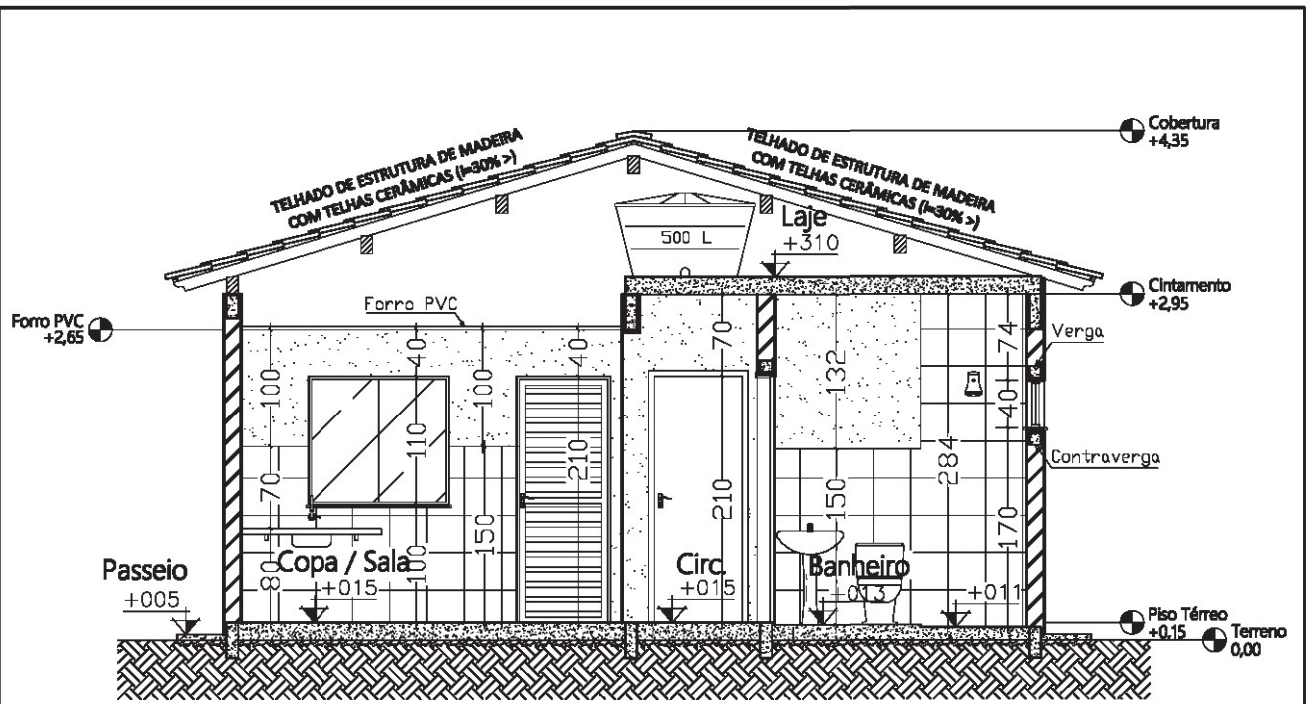 Cobertura
+4,35
TELHADO DE ESTRUTURA DE MADEIRA
COM TELHAS CERÂMICAS (I=30% >)
TELHADO DE ESTRUTURA DE MADEIRA
COM TELHAS CERÂMICAS (I=30% >)
500 L
Laje
+310
Cintamento
+2,95
Forro PVC
+2,65
Forro PVC
Verga
Contraverga
100
40
100
40
70
132
74
40
110
210
70
150
80
100
210
150
284
170
Passeio
+005
Copa / Sala
+015
Circ.
+015
Banheiro
+013
+011
Piso Térreo
+0,15
Terreno
0,00